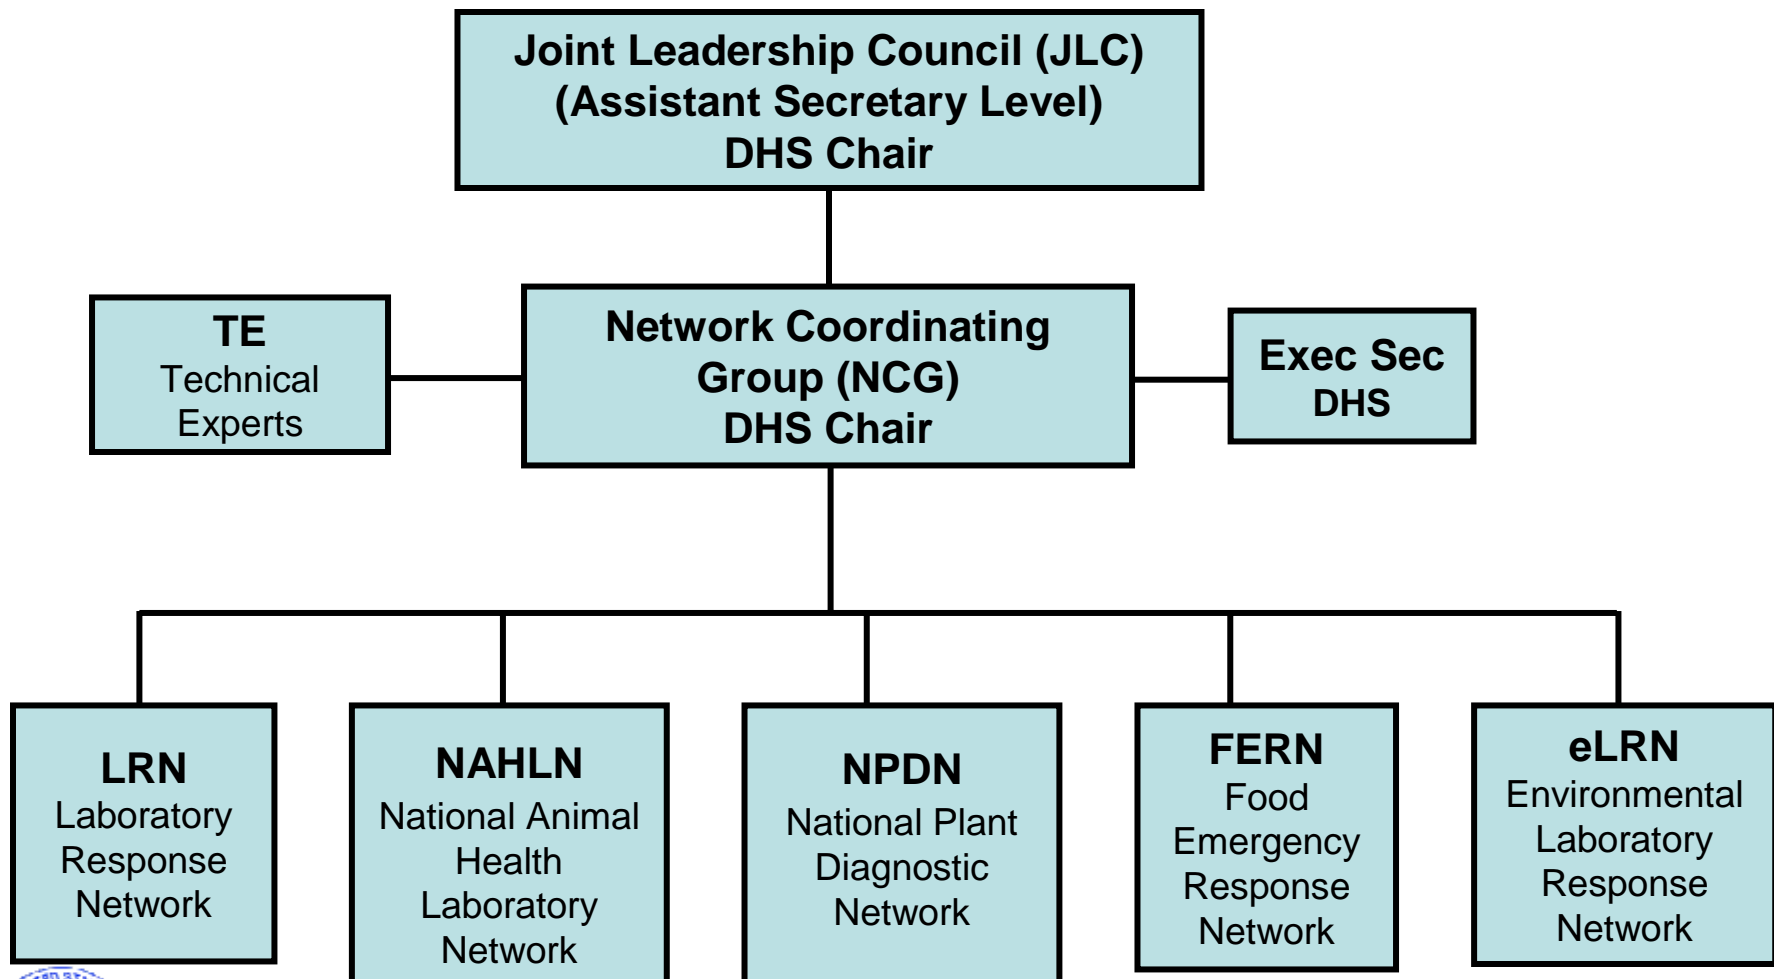 Joint Leadership Council (JLC)
(Assistant Secretary Level)
DHS Chair
TE
Technical
Experts
Network Coordinating
Group (NCG)
DHS Chair
Exec Sec
DHS
LRN
Laboratory
Response
Network
NAHLN
National Animal
Health
Laboratory
Network
NPDN
National Plant
Diagnostic
Network
FERN
Food
Emergency
Response
Network
eLRN
Environmental
Laboratory
Response
Network